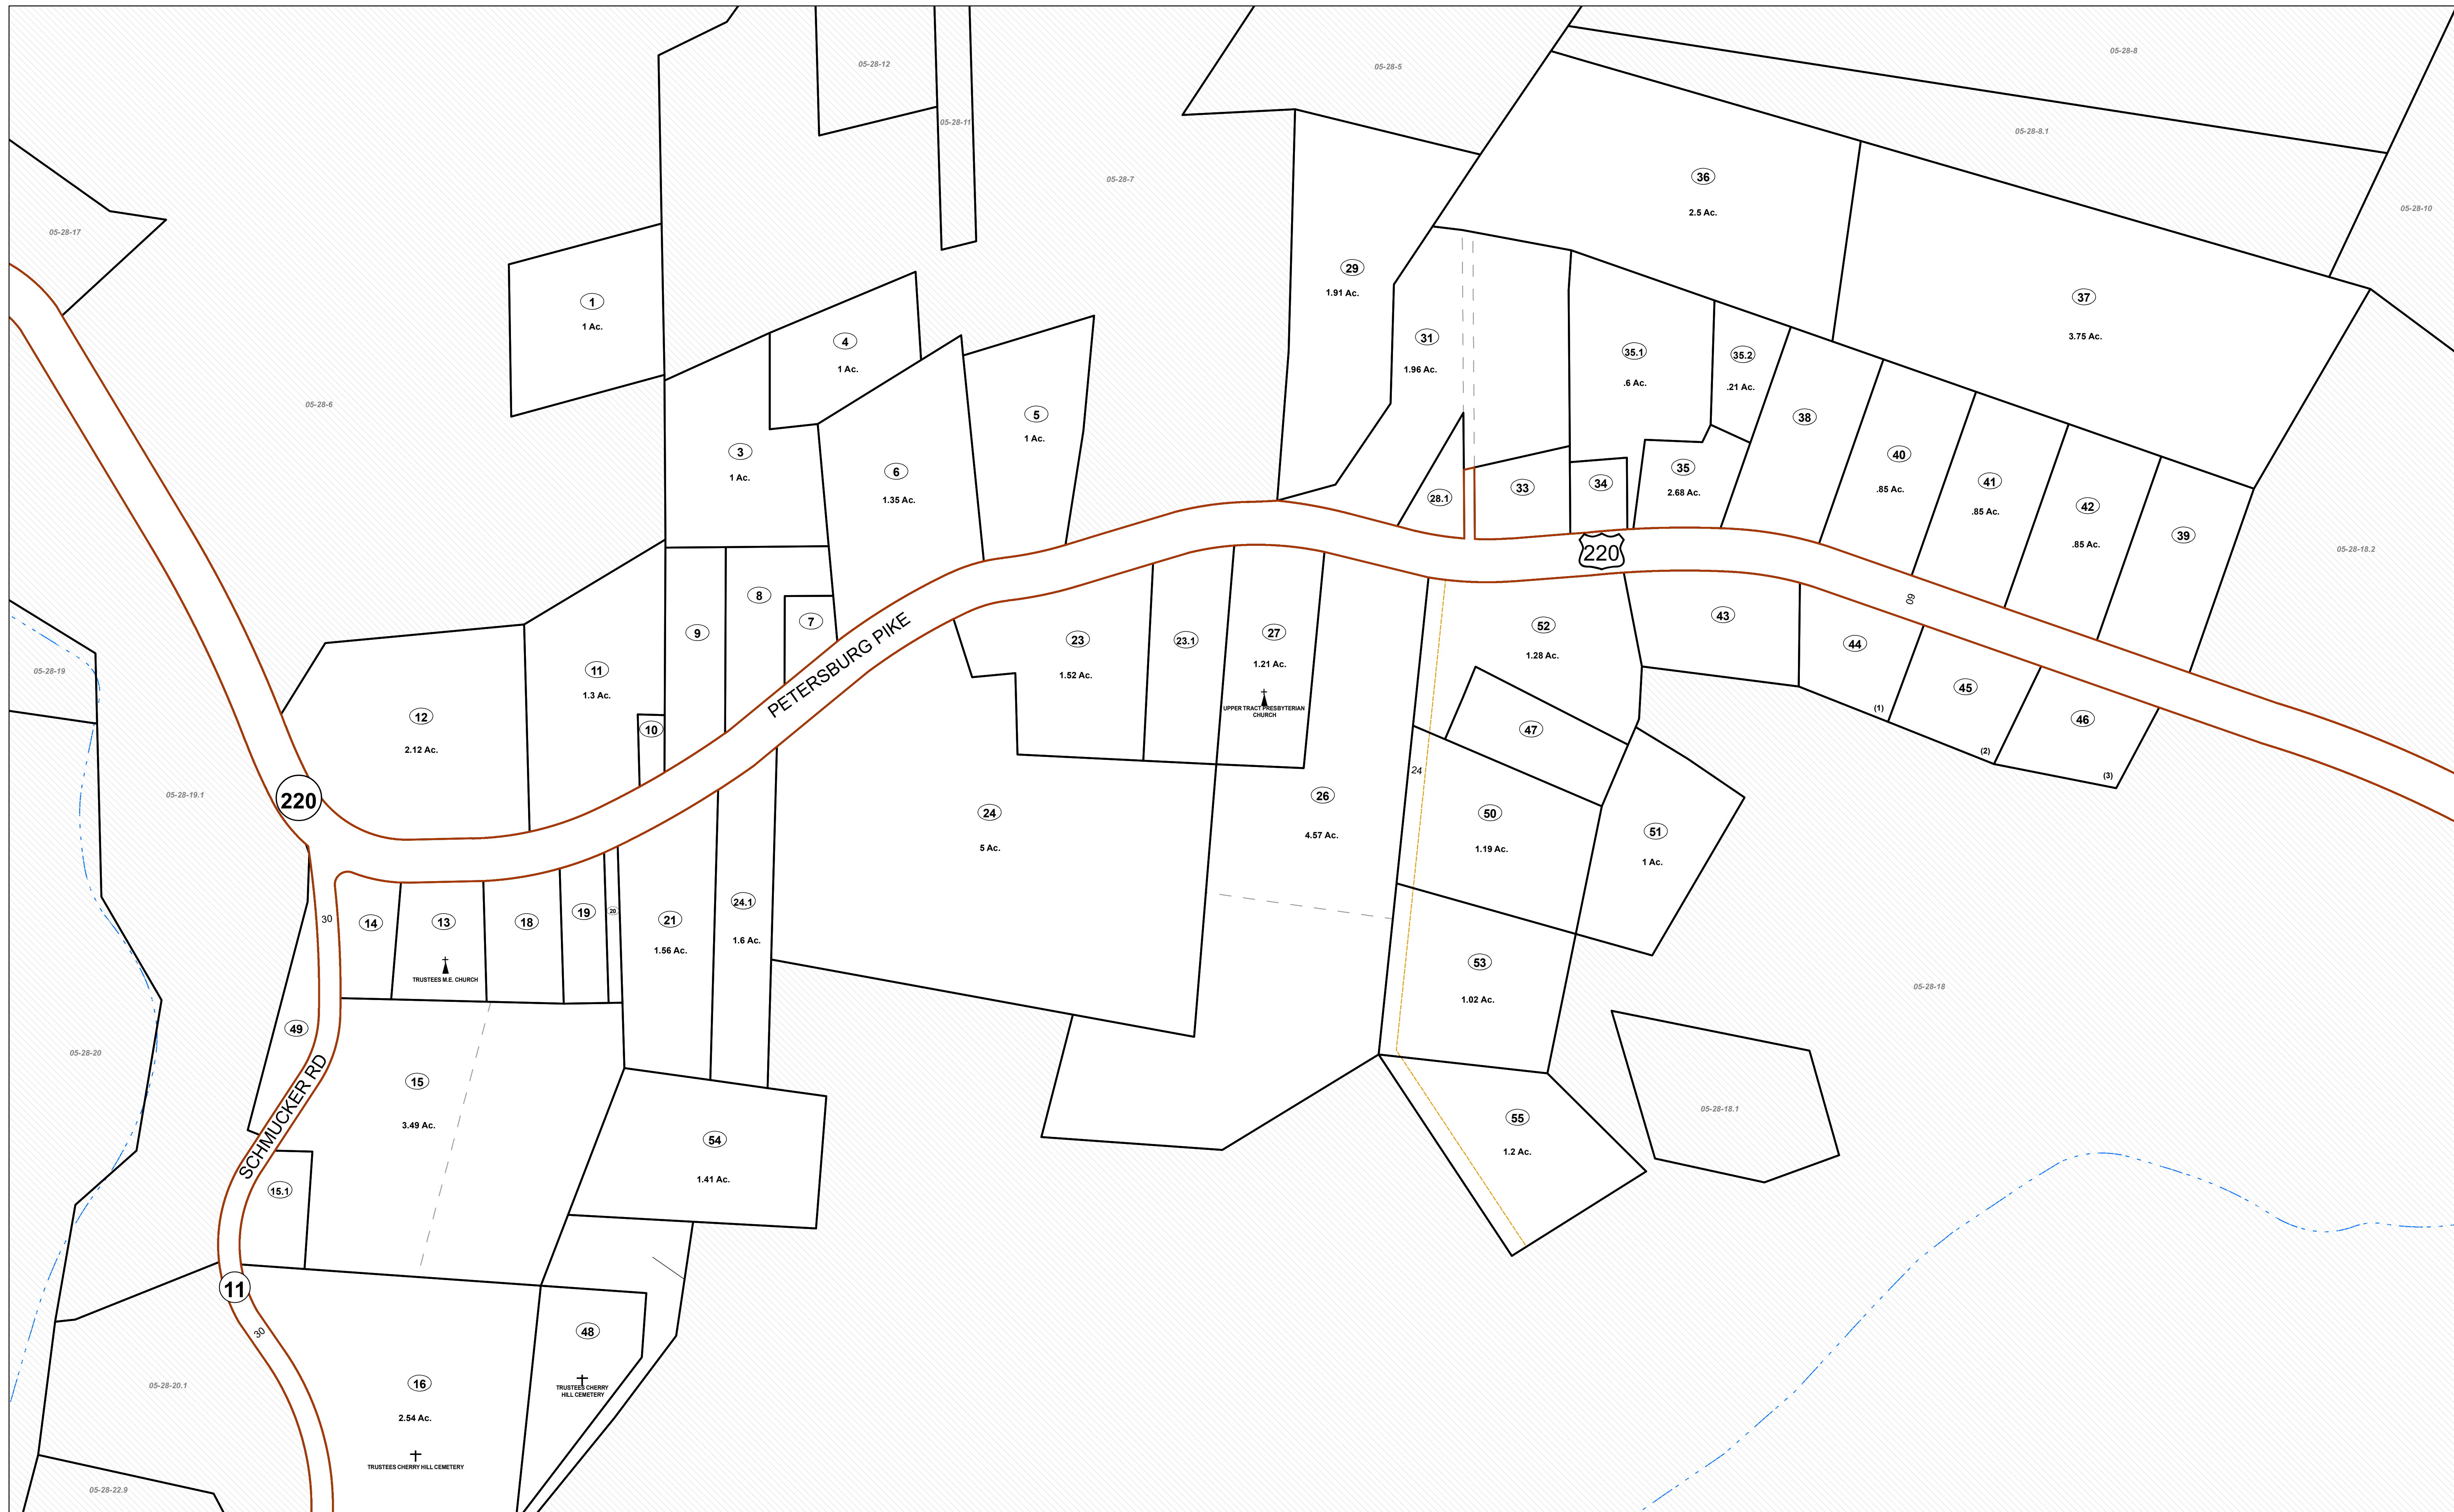 05-28-8
05-28-12
05-28-5
05-28-11
05-28-8.1
05-28-7
36
2.5 Ac.
05-28-10
05-28-17
29
1.91 Ac.
1
1 Ac.
37
3.75 Ac.
4
1 Ac.
31
1.96 Ac.
35.1
.6 Ac.
35.2
.21 Ac.
05-28-6
5
1 Ac.
38
3
1 Ac.
6
1.35 Ac.
40
.85 Ac.
41
.85 Ac.
42
.85 Ac.
39
28.1
33
34
35
2.68 Ac.
220
05-28-18.2
60
8
7
9
PETERSBURG PIKE
23
1.52 Ac.
23.1
27
1.21 Ac.
UPPER TRACT PRESBYTERIAN
CHURCH
52
1.28 Ac.
43
44
(1)
45
(2)
46
(3)
05-28-19
11
1.3 Ac.
12
2.12 Ac.
10
47
24
05-28-19.1
220
24
5 Ac.
26
4.57 Ac.
50
1.19 Ac.
51
1 Ac.
30
14
13
TRUSTEES M.E. CHURCH
18
19
20
21
1.56 Ac.
24.1
1.6 Ac.
53
1.02 Ac.
05-28-18
49
05-28-20
SCHMUCKER RD
15
3.49 Ac.
54
1.41 Ac.
55
1.2 Ac.
05-28-18.1
15.1
11
30
48
TRUSTEES CHERRY
HILL CEMETERY
05-28-20.1
16
2.54 Ac.
TRUSTEES CHERRY HILL CEMETERY
05-28-22.9